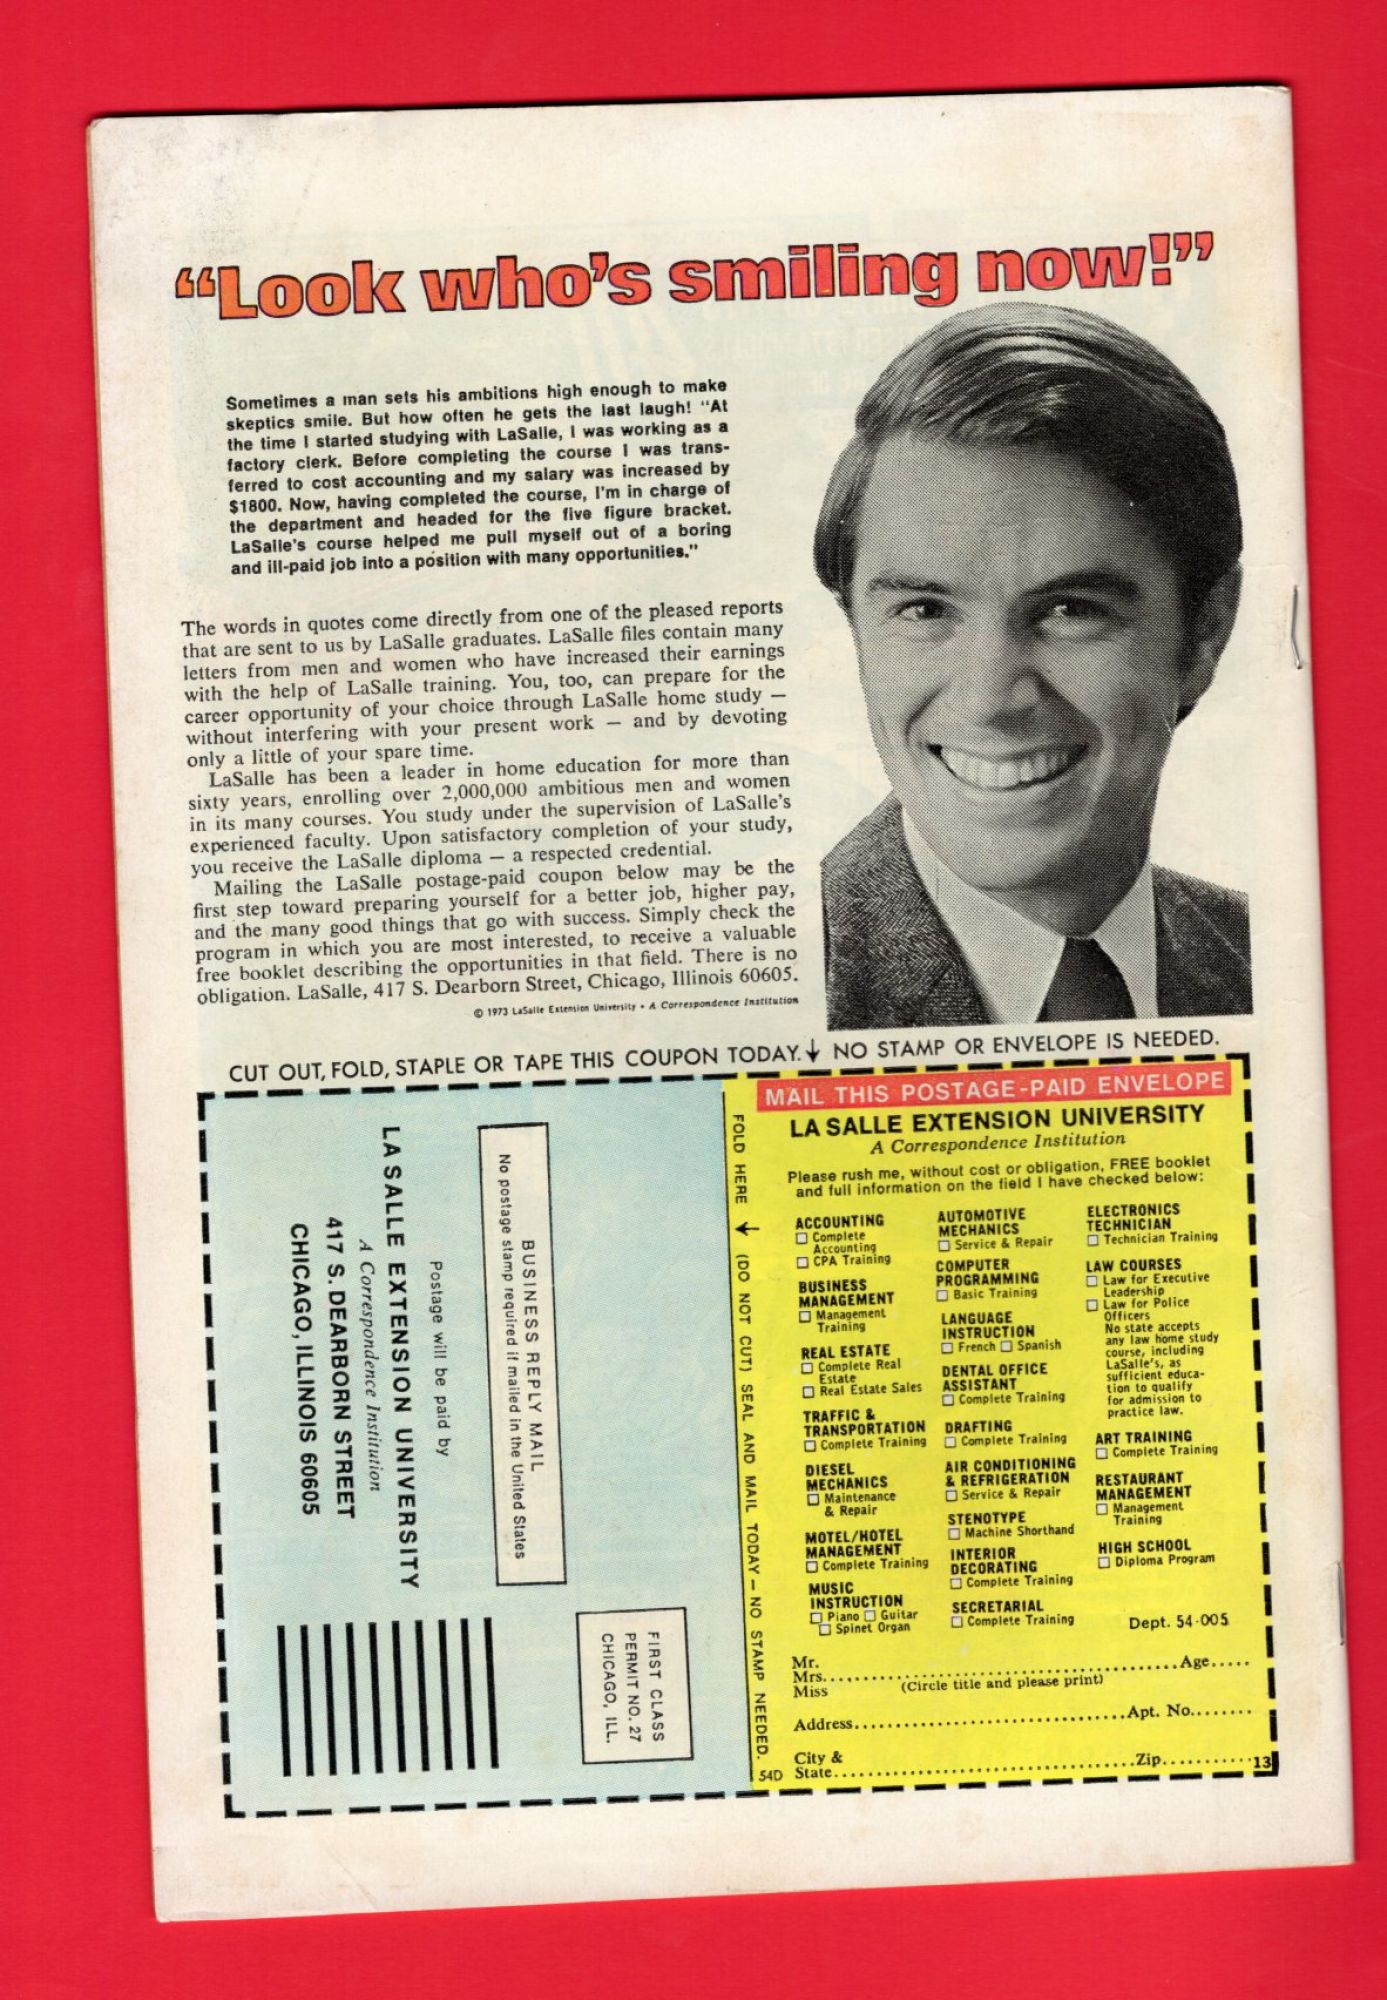 “Look who’s smiling now!”
Sometimes a man sets his ambitions high enough to make
skeptics smile. But how often he gets the last laugh! “At
the time I started studying with LaSalle, I was working as a
factory clerk. Before completing the course I was trans-
ferred to cost accounting and my salary was increased by
$1800. Now, having completed the course, I'm in charge of
the department and headed for the five figure bracket.
LaSalle's course helped me pull myself out of a boring
and ill-paid job into a position with many opportunities.”
The words in quotes come directly from one of the pleased reports
that are sent to us by LaSalle graduates. LaSalle files contain many
letters from men and women who have increased their earnings
with the help of LaSalle training. You, too, can prepare for the
career opportunity of your choice through LaSalle home study —
without interfering with your present work — and by devoting
only a little of your spare time.
LaSalle has been a leader in home education for more than
sixty years, enrolling over 2,000,000 ambitious men and women
in its many courses. You study under the supervision of LaSalle's
experienced faculty. Upon satisfactory completion of your study,
you receive the LaSalle diploma — a respected credential.
Mailing the LaSalle postage-paid coupon below may be the
first step toward preparing yourself for a better job, higher pay,
and the many good things that go with success. Simply check the
program in which you are most interested, to receive a valuable
free booklet describing the opportunities in that field. There is no
obligation. LaSalle, 417 S. Dearborn Street, Chicago, Illinois 60605.
© 1973 LaSalle Extension University • A Correspondence Institution
CUT OUT, FOLD, STAPLE OR TAPE THIS COUPON TODAY. ↓ NO STAMP OR ENVELOPE IS NEEDED.
BUSINESS REPLY MAIL
No postage stamp required if mailed in the United States
Postage will be paid by
LA SALLE EXTENSION UNIVERSITY
A Correspondence Institution
417 S. DEARBORN STREET
CHICAGO, ILLINOIS 60605
FIRST CLASS
PERMIT NO. 27
CHICAGO, ILL.
FOLD HERE ↓ (DO NOT CUT) SEAL AND MAIL TODAY — NO STAMP NEEDED.
MAIL THIS POSTAGE-PAID ENVELOPE
LA SALLE EXTENSION UNIVERSITY
A Correspondence Institution
Please rush me, without cost or obligation, FREE booklet
and full information on the field I have checked below:
ACCOUNTING
☐ Complete
Accounting
☐ CPA Training
BUSINESS
MANAGEMENT
☐ Management
Training
REAL ESTATE
☐ Complete Real
Estate
☐ Real Estate Sales
TRAFFIC &
TRANSPORTATION
☐ Complete Training
DIESEL
MECHANICS
☐ Maintenance
& Repair
MOTEL/HOTEL
MANAGEMENT
☐ Complete Training
MUSIC
INSTRUCTION
☐ Piano ☐ Guitar
☐ Spinet Organ
AUTOMOTIVE
MECHANICS
☐ Service & Repair
COMPUTER
PROGRAMMING
☐ Basic Training
LANGUAGE
INSTRUCTION
☐ French ☐ Spanish
DENTAL OFFICE
ASSISTANT
☐ Complete Training
DRAFTING
☐ Complete Training
AIR CONDITIONING
& REFRIGERATION
☐ Service & Repair
STENOTYPE
☐ Machine Shorthand
INTERIOR
DECORATING
☐ Complete Training
SECRETARIAL
☐ Complete Training
ELECTRONICS
TECHNICIAN
☐ Technician Training
LAW COURSES
☐ Law for Executive
Leadership
☐ Law for Police
Officers
No state accepts
any law home study
course, including
LaSalle's, as
sufficient educa-
tion to qualify
for admission to
practice law.
ART TRAINING
☐ Complete Training
RESTAURANT
MANAGEMENT
☐ Management
Training
HIGH SCHOOL
☐ Diploma Program
Dept. 54-005
Mr.
Mrs.......................................Age.....
Miss (Circle title and please print)
Address..............................Apt. No........
City &
State..................................Zip...........13
54D